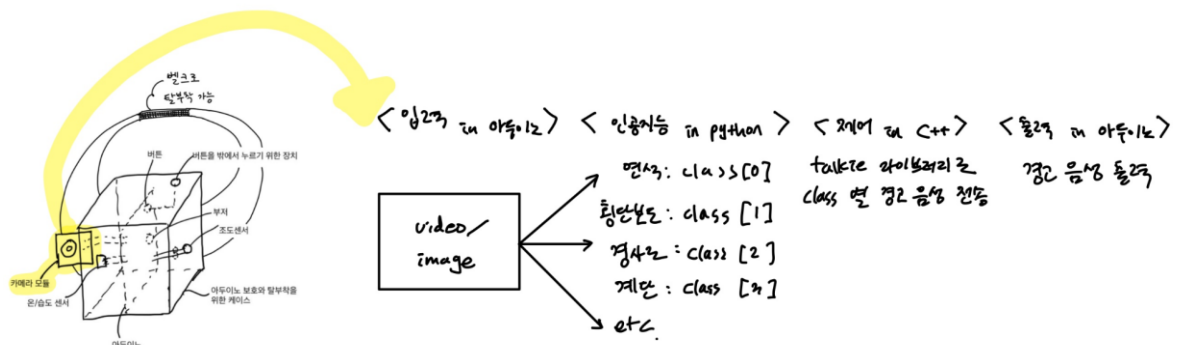 벨크로
탈부착 가능
버튼
버튼을 밖에서 누르기 위한 장치
부저
조도센서
카메라 모듈
온/습도 센서
아두이노 보호와 탈부착을
위한 케이스
아두이노
<입력 in 아두이노> <인공지능 in python> <제어 in C++> <출력 in 아두이노>
video/
image
연석: class[0]
횡단보도: class [1]
경사로: class [2]
계단: class [3]
etc.
talkie 라이브러리로
class 별 경고 음성 전송
경고 음성 출력